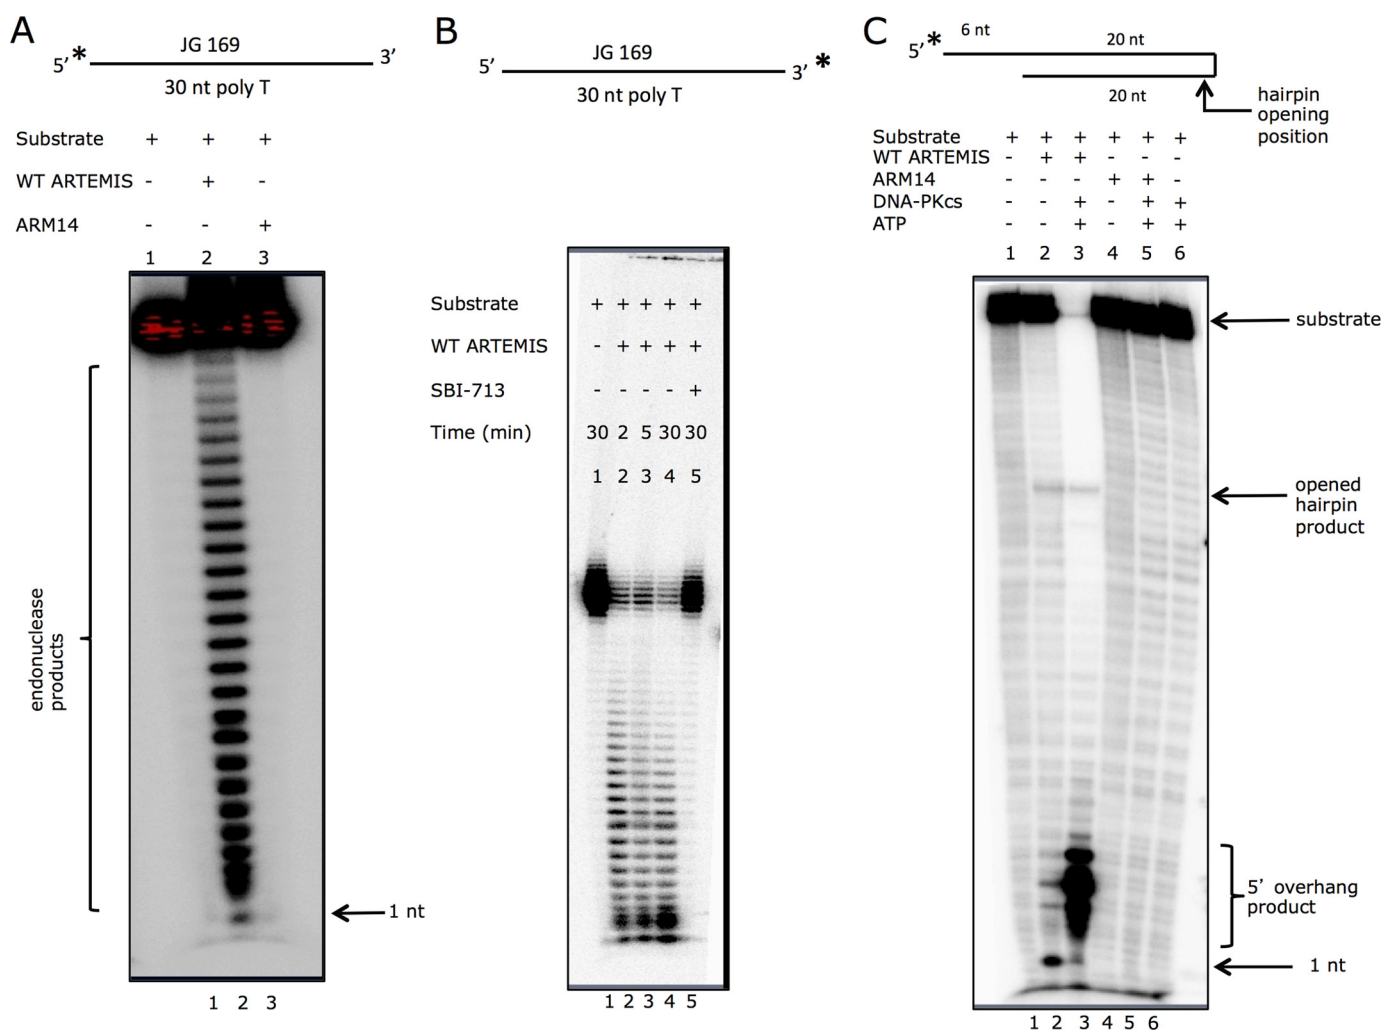 A
5’ * JG 169 3’
30 nt poly T
Substrate + + +
WT ARTEMIS - + -
ARM14 - - +
1 2 3
endonuclease
products
1 nt
1 2 3
B
5’ JG 169 3’ *
30 nt poly T
Substrate + + + + +
WT ARTEMIS - + + + +
SBI-713 - - - - +
Time (min) 30 2 5 30 30
1 2 3 4 5
1 2 3 4 5
C
5’ * 6 nt 20 nt
20 nt
hairpin
opening
position
Substrate + + + + + +
WT ARTEMIS - + + - - -
ARM14 - - - + + -
DNA-PKcs - - + - + +
ATP - - + - + +
1 2 3 4 5 6
substrate
opened
hairpin
product
5’ overhang
product
1 nt
1 2 3 4 5 6